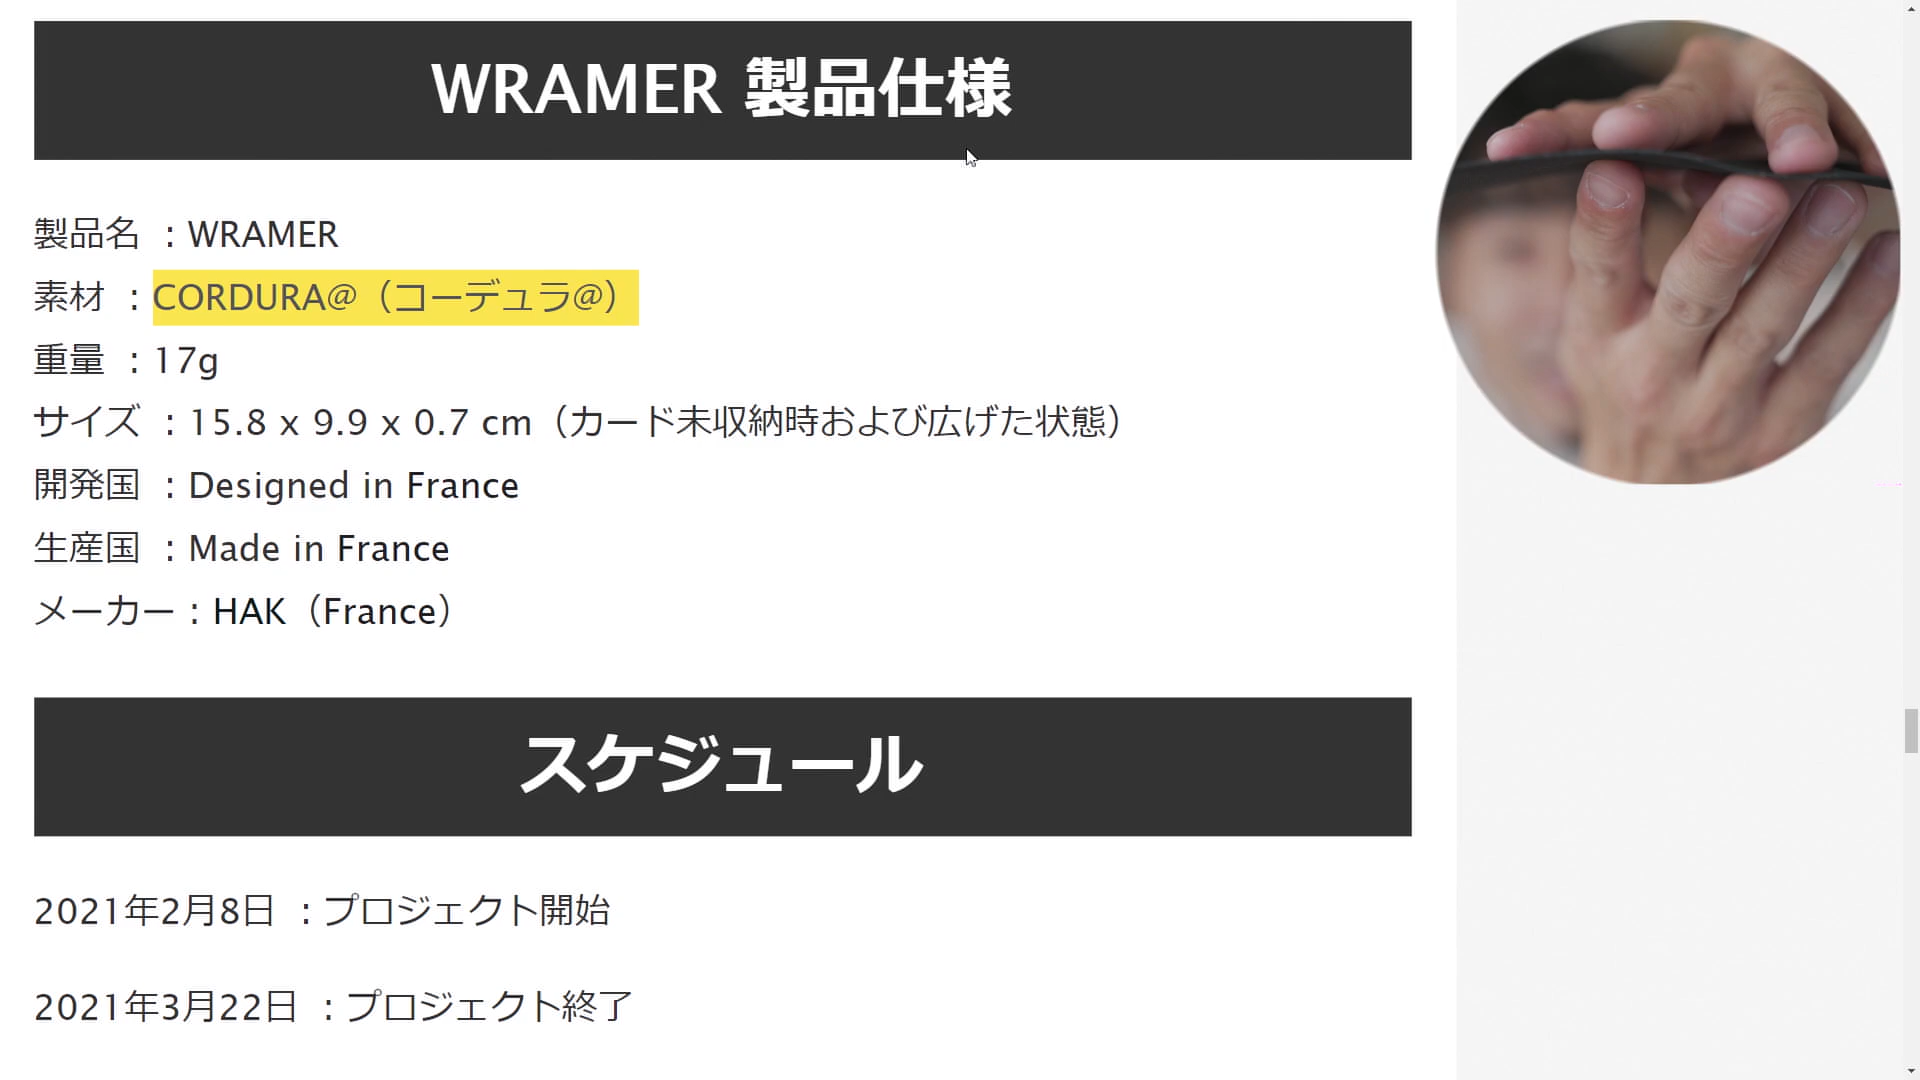 WRAMER 製品仕様
製品名 ：WRAMER
素材 ：CORDURA@（コーデュラ@）
重量 ：17g
サイズ ：15.8 x 9.9 x 0.7 cm（カード未収納時および広げた状態）
開発国 ：Designed in France
生産国 ：Made in France
メーカー：HAK（France）
スケジュール
2021年2月8日 ：プロジェクト開始
2021年3月22日 ：プロジェクト終了